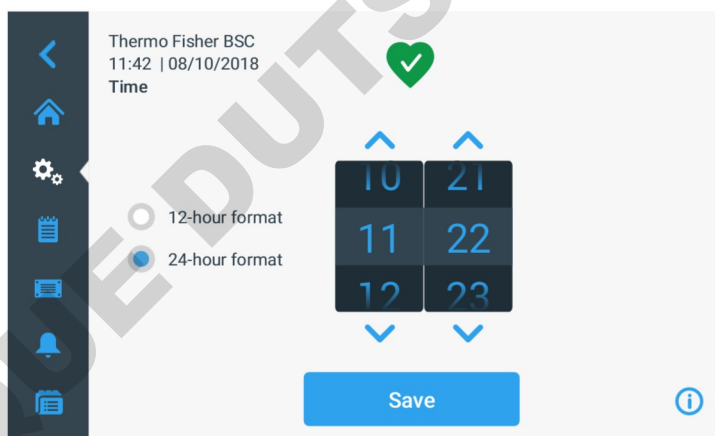 Thermo Fisher BSC
11:42 | 08/10/2018
Time
12-hour format
24-hour format
10 21
11 22
12 23
Save